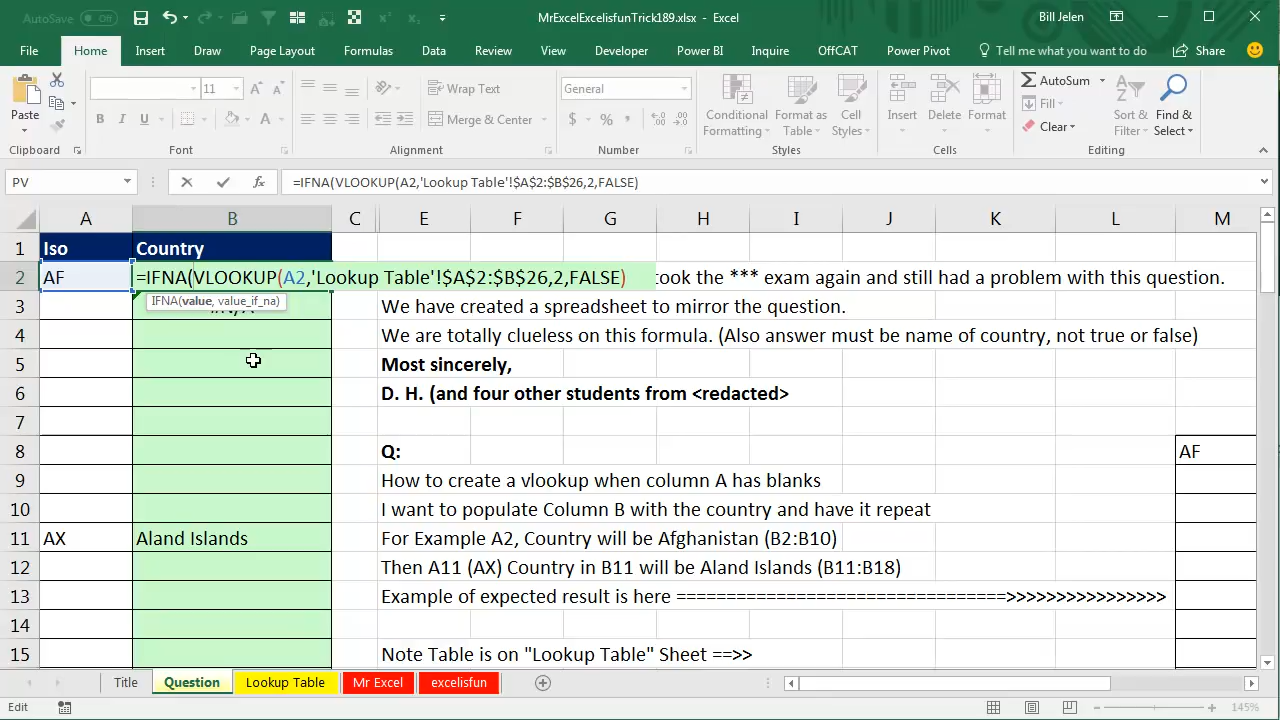 AutoSave Off MrExcelExcelisfunTrick189.xlsx - Excel Bill Jelen
File Home Insert Draw Page Layout Formulas Data Review View Developer Power BI Inquire OffCAT Power Pivot Tell me what you want to do Share
Paste 11 A A Wrap Text General Conditional Formatting Format as Table Cell Styles Insert Delete Format AutoSum Sort & Filter Find & Select
B I U A Merge & Center $ % , Fill
Clear
Clipboard Font Alignment Number Styles Cells Editing
PV fx =IFNA(VLOOKUP(A2,'Lookup Table'!$A$2:$B$26,2,FALSE)
A B C E F G H I J K L M
1 Iso Country
2 AF =IFNA(VLOOKUP(A2,'Lookup Table'!$A$2:$B$26,2,FALSE) took the *** exam again and still had a problem with this question.
IFNA(value, value_if_na)
3 We have created a spreadsheet to mirror the question.
4 We are totally clueless on this formula. (Also answer must be name of country, not true or false)
5 Most sincerely,
6 D. H. (and four other students from <redacted>
7
8 Q: AF
9 How to create a vlookup when column A has blanks
10 I want to populate Column B with the country and have it repeat
11 AX Aland Islands For Example A2, Country will be Afghanistan (B2:B10)
12 Then A11 (AX) Country in B11 will be Aland Islands (B11:B18)
13 Example of expected result is here ===============================>>>>>>>>>>>>>>>>
14
15 Note Table is on "Lookup Table" Sheet ==>>
Title Question Lookup Table Mr Excel excelisfun
Edit 145%